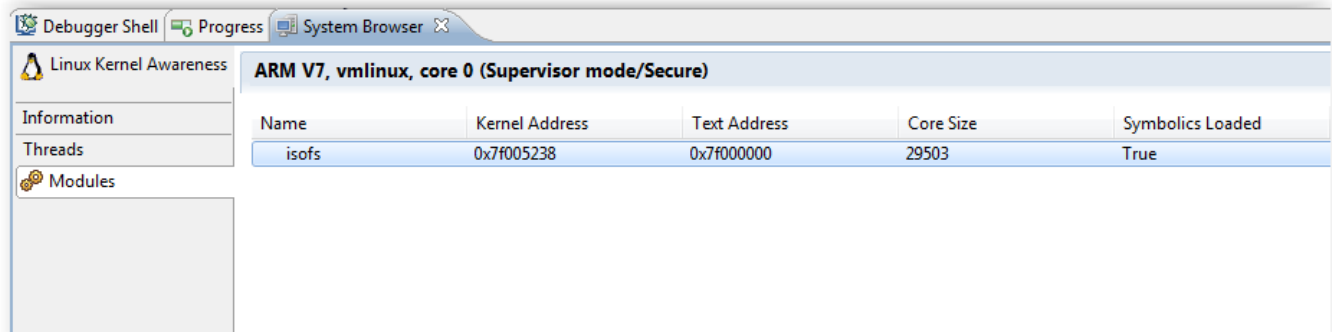 Debugger Shell Progress System Browser
Linux Kernel Awareness
ARM V7, vmlinux, core 0 (Supervisor mode/Secure)
Information
Threads
Modules
Name Kernel Address Text Address Core Size Symbolics Loaded
isofs 0x7f005238 0x7f000000 29503 True